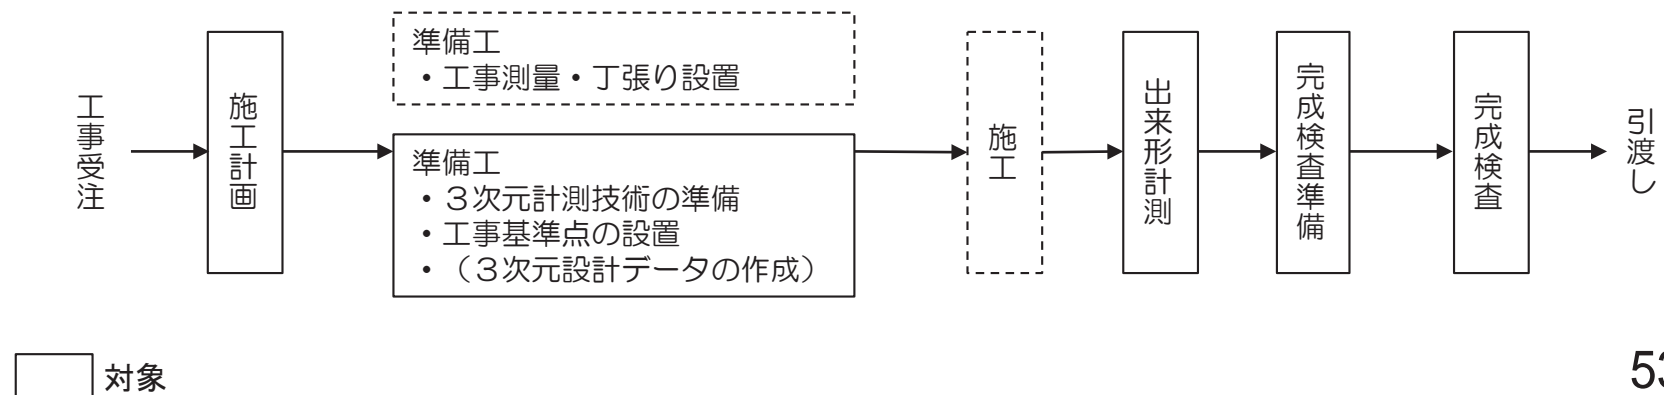 工事受注
施工計画
準備工
・工事測量・丁張り設置
準備工
・３次元計測技術の準備
・工事基準点の設置
・（３次元設計データの作成）
施工
出来形計測
完成検査準備
完成検査
引渡し
対象
53